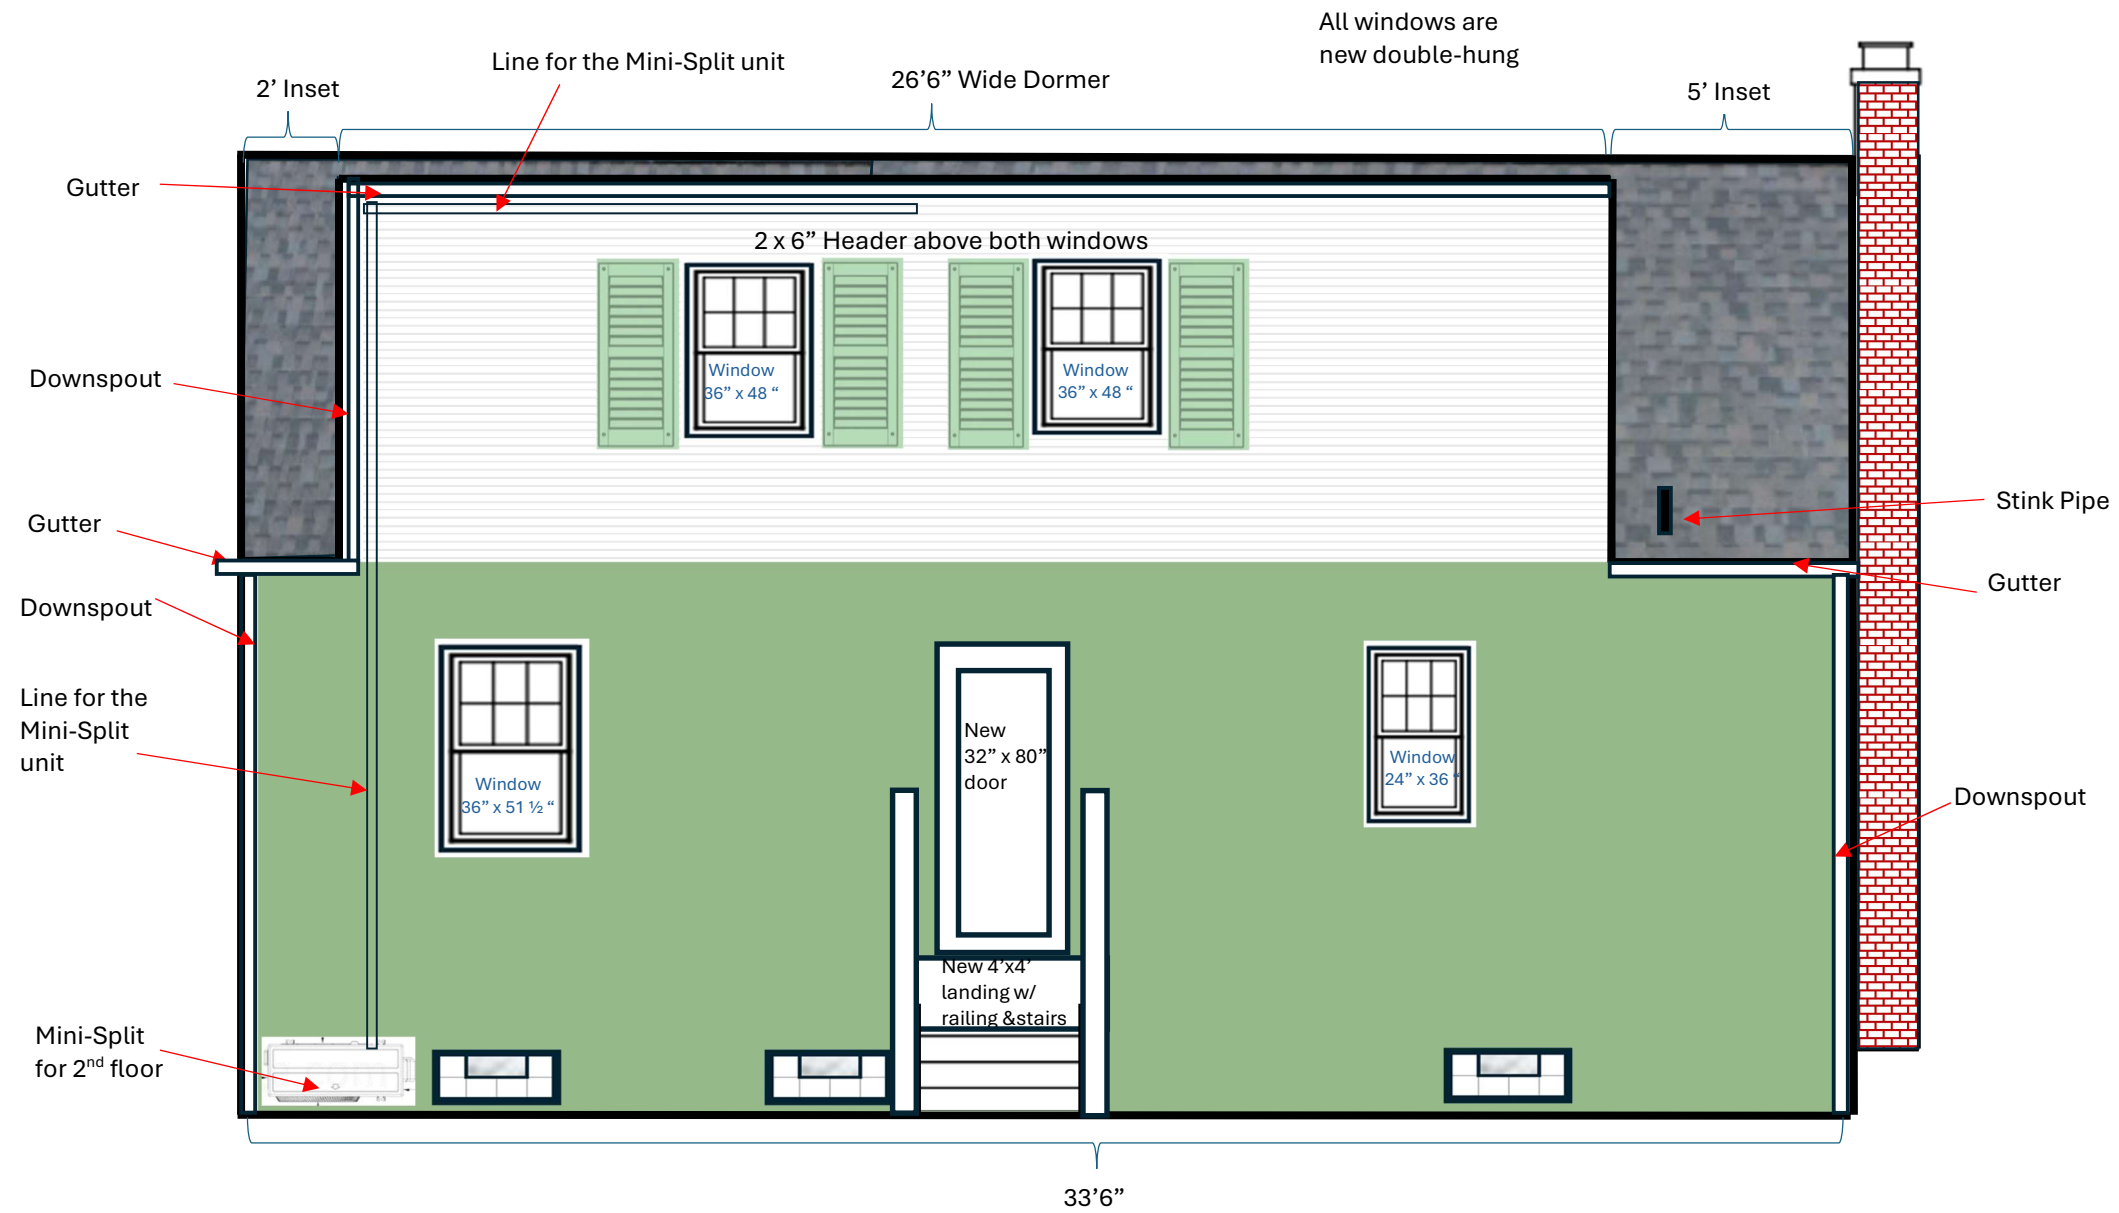 All windows are
new double-hung
Line for the Mini-Split unit
26’6” Wide Dormer
2’ Inset
5’ Inset
Gutter
2 x 6” Header above both windows
Downspout
Window
36” x 48 “
Window
36” x 48 “
Stink Pipe
Gutter
Gutter
Downspout
Line for the
Mini-Split
unit
New
32” x 80”
door
Window
36” x 51 ½ “
Window
24” x 36 “
Downspout
New 4’x4’
landing w/
railing &stairs
Mini-Split
for 2nd floor
33’6”